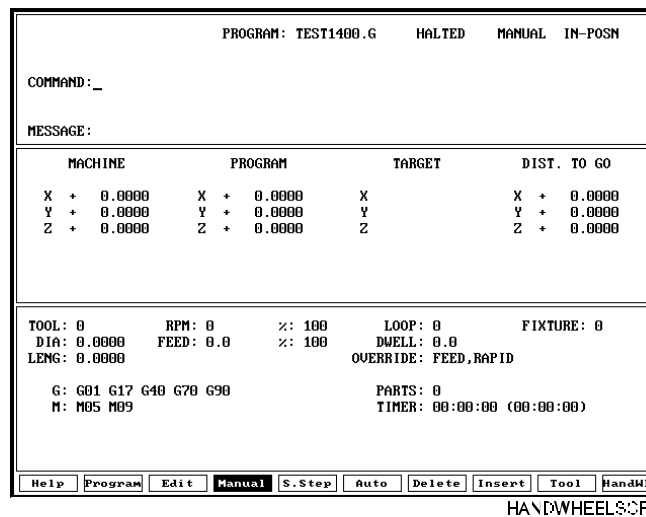 PROGRAM: TEST1400.G HALTED MANUAL IN-POSN
COMMAND:_
MESSAGE:
MACHINE PROGRAM TARGET DIST. TO GO
X + 0.0000 X + 0.0000 X X + 0.0000
Y + 0.0000 Y + 0.0000 Y Y + 0.0000
Z + 0.0000 Z + 0.0000 Z Z + 0.0000
TOOL: 0 RPM: 0 %: 100 LOOP: 0 FIXTURE: 0
DIA: 0.0000 FEED: 0.0 %: 100 DWELL: 0.0
LENG: 0.0000 OVERRIDE: FEED,RAPID
G: G01 G17 G40 G70 G90 PARTS: 0
M: M05 M09 TIMER: 00:00:00 (00:00:00)
Help Program Edit Manual S.Step Auto Delete Insert Tool HandW
HANDWHEELSCR